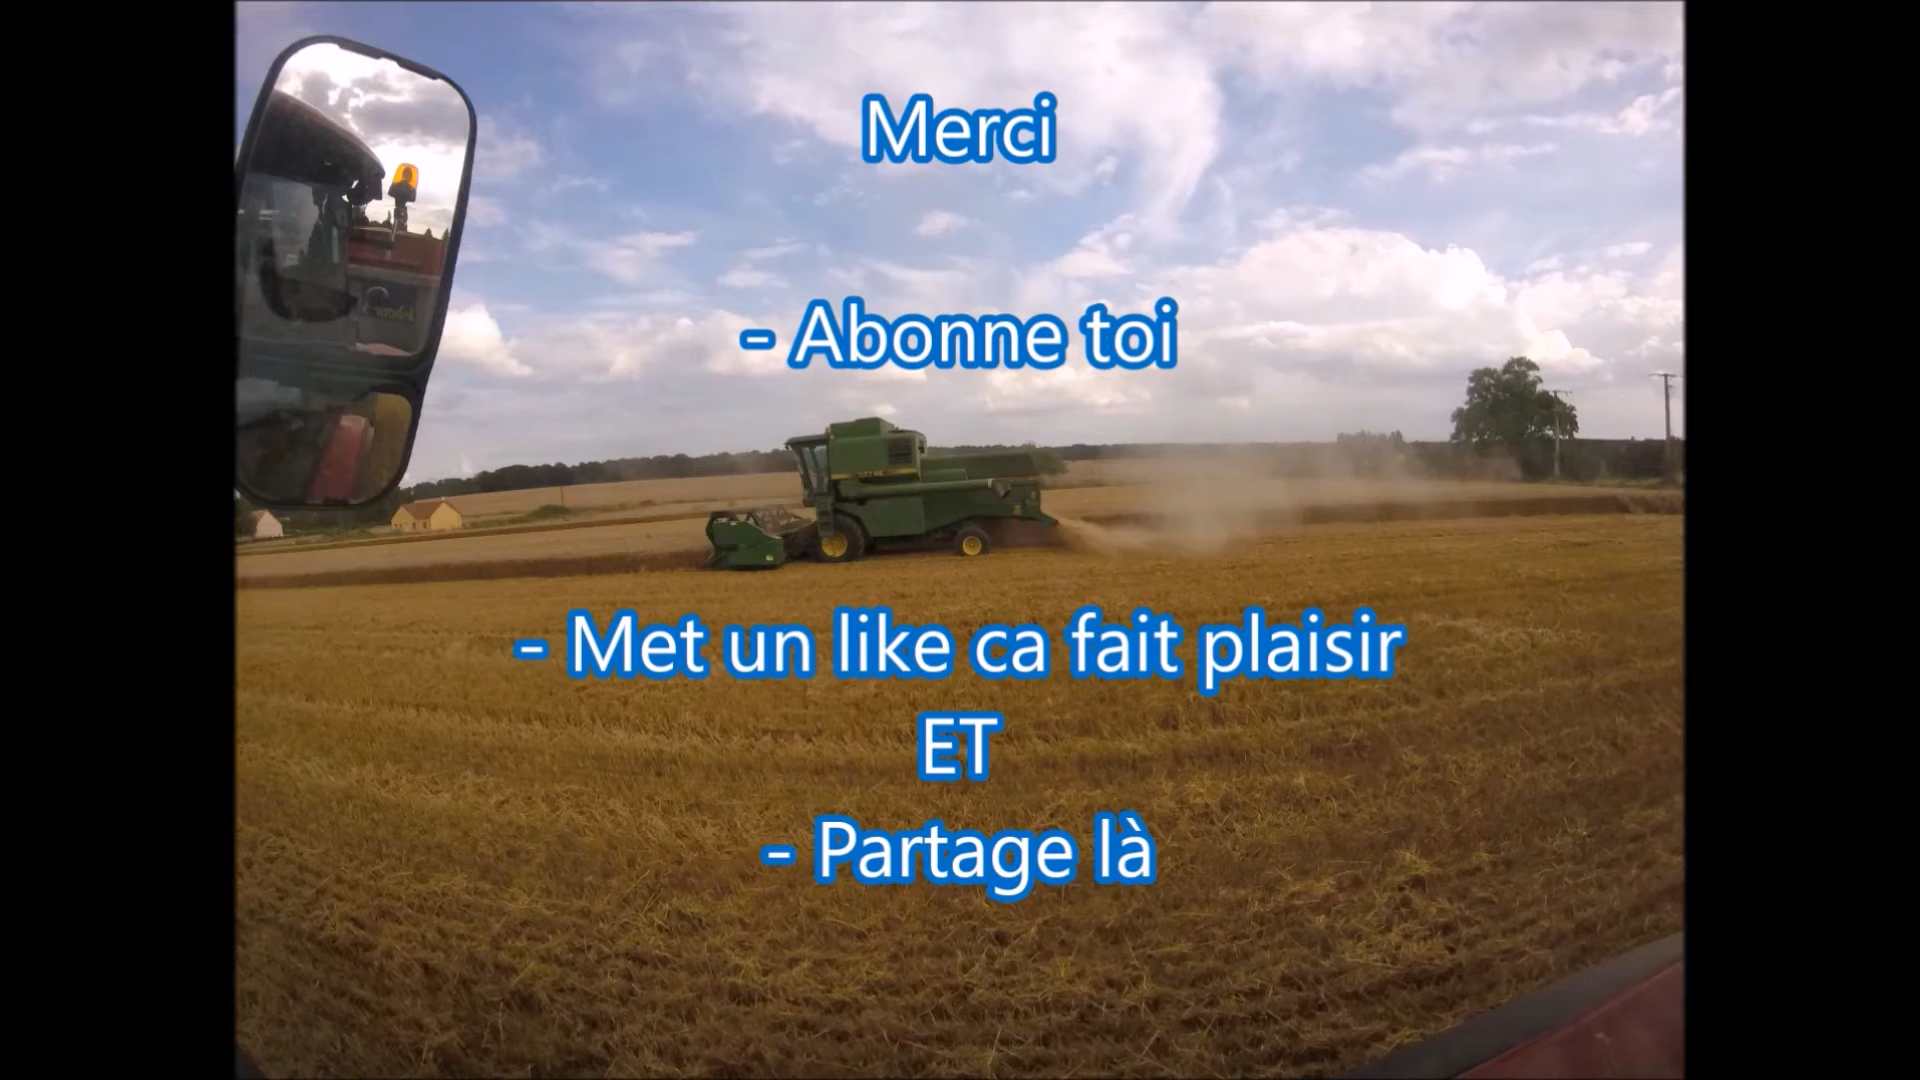 Merci
- Abonne toi
- Met un like ca fait plaisir
ET
- Partage là